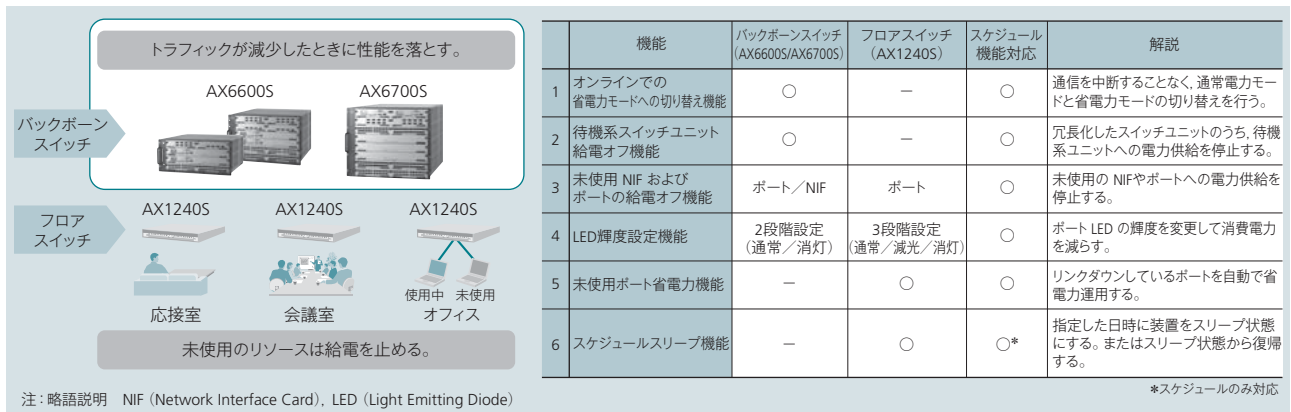 トラフィックが減少したときに性能を落とす。
AX6600S
AX6700S
バックボーン
スイッチ
フロア
スイッチ
AX1240S
AX1240S
AX1240S
使用中 未使用
応接室
会議室
オフィス
未使用のリソースは給電を止める。
注：略語説明 NIF（Network Interface Card），LED（Light Emitting Diode）
機能
バックボーンスイッチ
（AX6600S/AX6700S）
フロアスイッチ
（AX1240S）
スケジュール
機能対応
解説
1
オンラインでの
省電力モードへの切り替え機能
○
－
○
通信を中断することなく，通常電力モー
ドと省電力モードの切り替えを行う。
2
待機系スイッチユニット
給電オフ機能
○
－
○
冗長化したスイッチユニットのうち，待機
系ユニットへの電力供給を停止する。
3
未使用 NIF および
ポートの給電オフ機能
ポート／NIF
ポート
○
未使用の NIFやポートへの電力供給を
停止する。
4
LED輝度設定機能
2段階設定
（通常／消灯）
3段階設定
（通常／減光／消灯）
○
ポート LED の輝度を変更して消費電力
を減らす。
5
未使用ポート省電力機能
－
○
○
リンクダウンしているポートを自動で省
電力運用する。
6
スケジュールスリープ機能
－
○
○*
指定した日時に装置をスリープ状態
にする。またはスリープ状態から復帰
する。
*スケジュールのみ対応